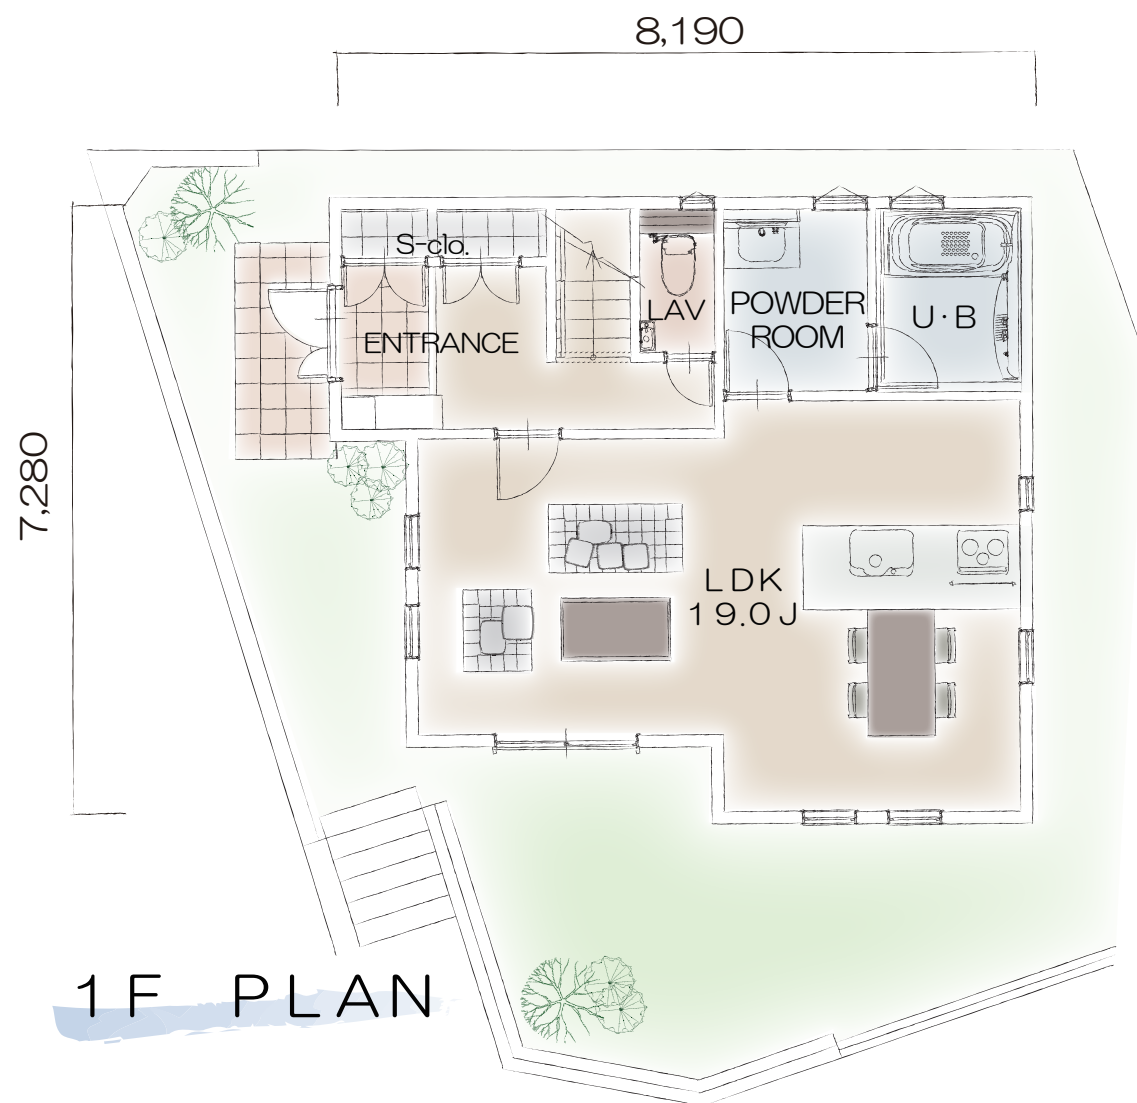 8,190
S-clo.
ENTRANCE
LAV
POWDER
ROOM
U・B
7,280
LDK
19.0J
1F PLAN